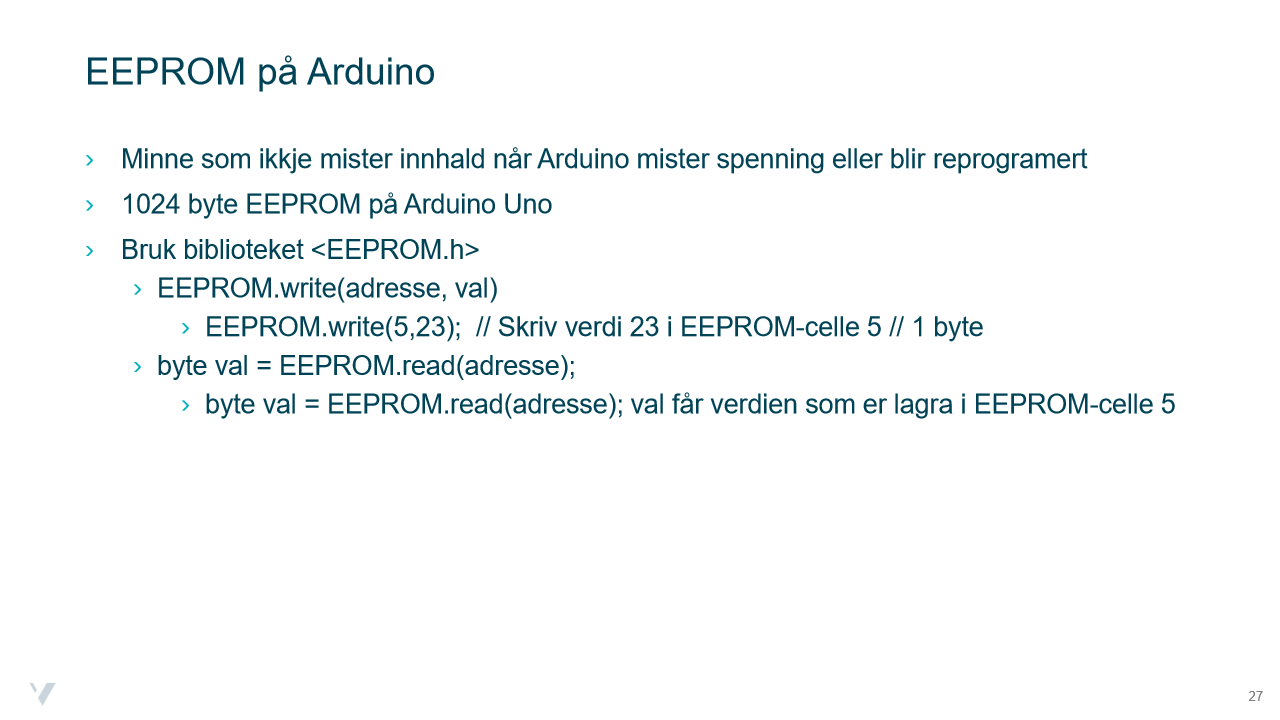 EEPROM på Arduino
› Minne som ikkje mister innhald når Arduino mister spenning eller blir reprogramert
› 1024 byte EEPROM på Arduino Uno
› Bruk biblioteket <EEPROM.h>
› EEPROM.write(adresse, val)
› EEPROM.write(5,23);  // Skriv verdi 23 i EEPROM-celle 5 // 1 byte
› byte val = EEPROM.read(adresse);
› byte val = EEPROM.read(adresse); val får verdien som er lagra i EEPROM-celle 5
27